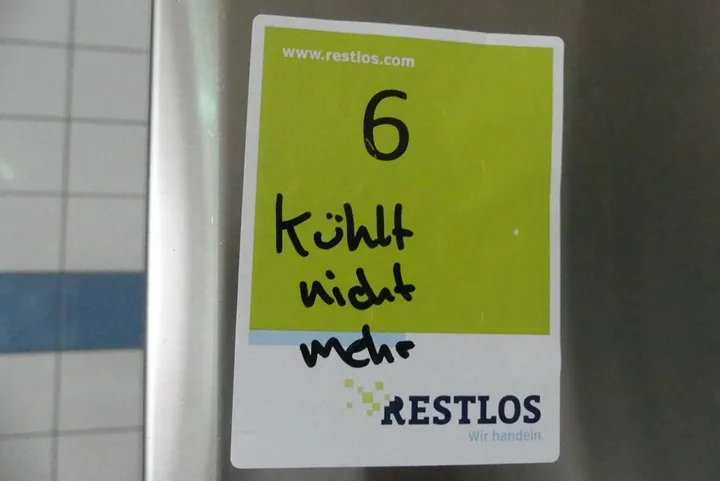 www.restlos.com
6
Kühlt
nicht
mehr
RESTLOS
Wir handeln